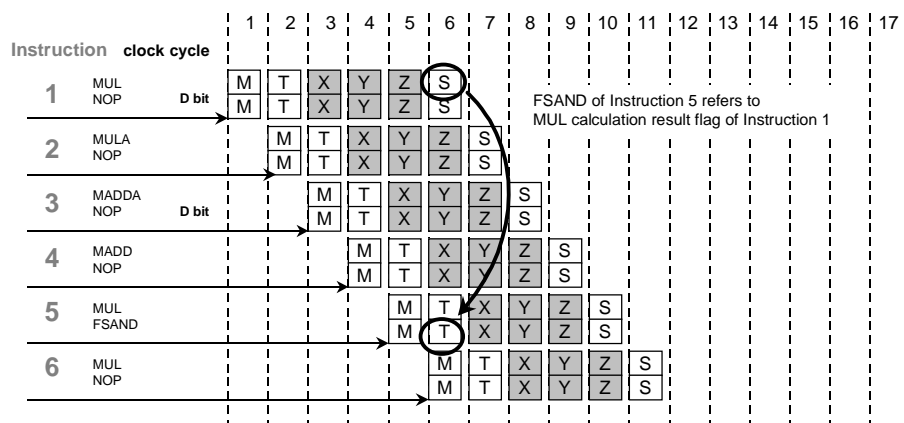 1 2 3 4 5 6 7 8 9 10 11 12 13 14 15 16 17
Instruction clock cycle
1 MUL M T X Y Z S
NOP D bit M T X Y Z S
FSAND of Instruction 5 refers to
MUL calculation result flag of Instruction 1
2 MULA M T X Y Z S
NOP M T X Y Z S
3 MADDA M T X Y Z S
NOP D bit M T X Y Z S
4 MADD M T X Y Z S
NOP M T X Y Z S
5 MUL M T X Y Z S
FSAND M T X Y Z S
6 MUL M T X Y Z S
NOP M T X Y Z S